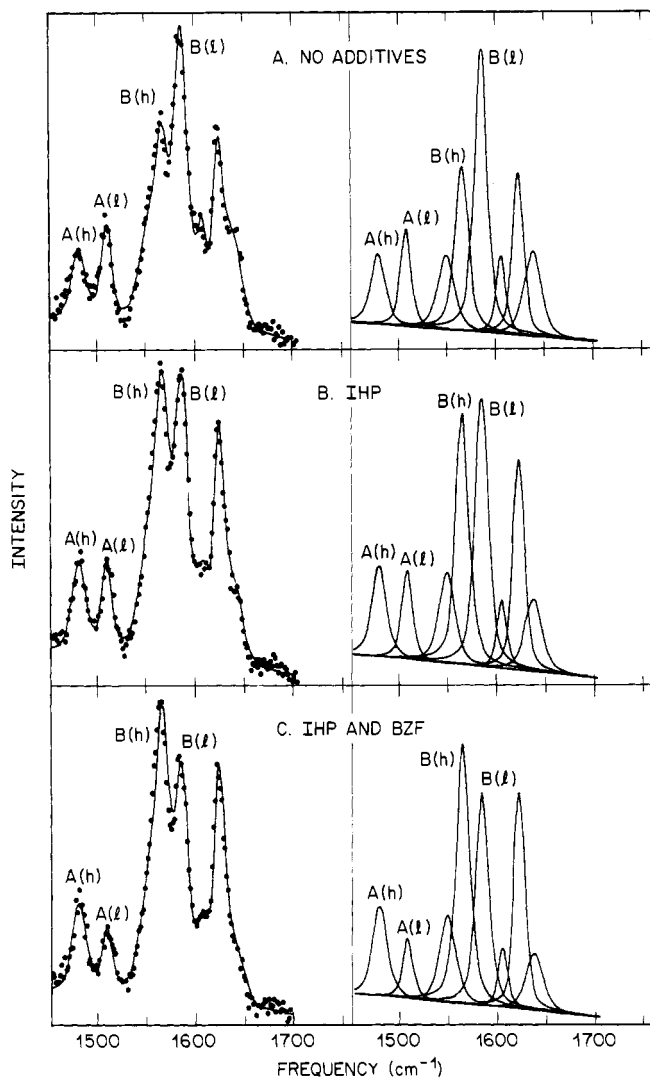 A. NO ADDITIVES
B(ℓ)
B(h)
A(ℓ)
A(h)
B(ℓ)
B(h)
A(ℓ)
A(h)
B. IHP
B(h)
B(ℓ)
A(h)
A(ℓ)
B(h)
B(ℓ)
A(h)
A(ℓ)
C. IHP AND BZF
B(h)
B(ℓ)
A(h)
A(ℓ)
B(h)
B(ℓ)
A(h)
A(ℓ)
INTENSITY
1500 1600 1700 1500 1600 1700
FREQUENCY (cm⁻¹)